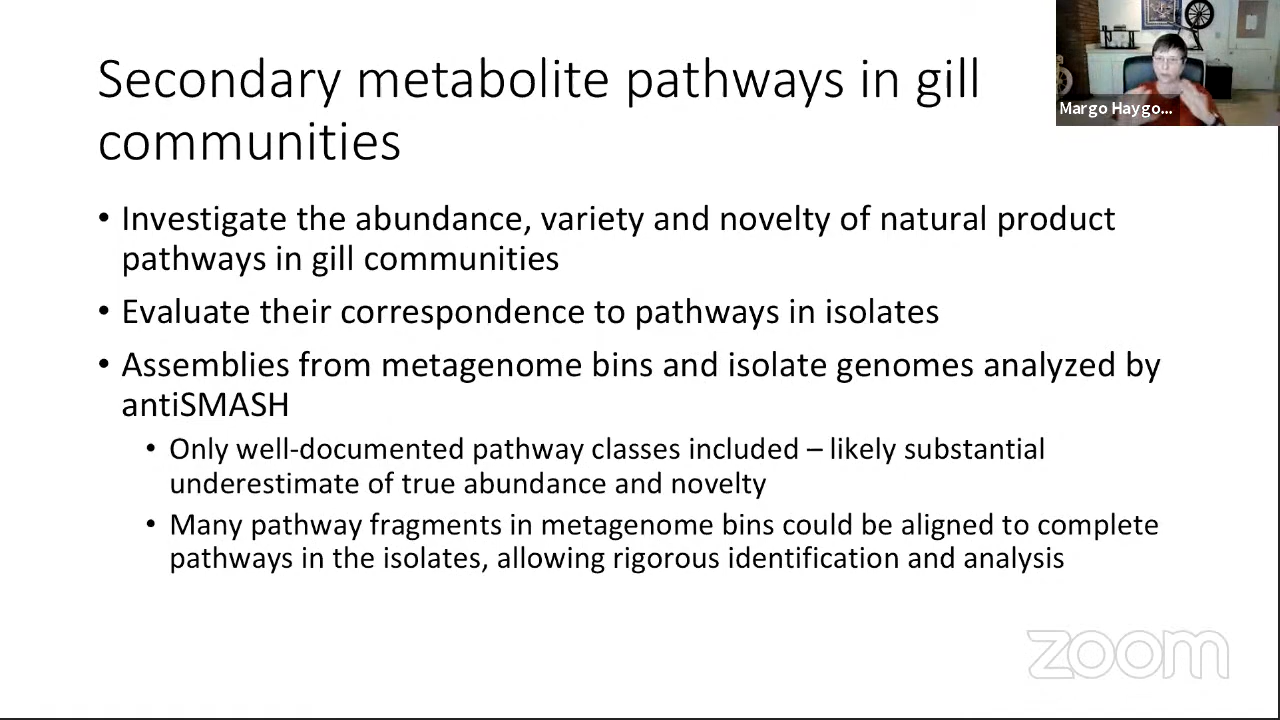 Secondary metabolite pathways in gill
communities
Margo Haygo...
• Investigate the abundance, variety and novelty of natural product
pathways in gill communities
• Evaluate their correspondence to pathways in isolates
• Assemblies from metagenome bins and isolate genomes analyzed by
antiSMASH
• Only well-documented pathway classes included – likely substantial
underestimate of true abundance and novelty
• Many pathway fragments in metagenome bins could be aligned to complete
pathways in the isolates, allowing rigorous identification and analysis
zoom